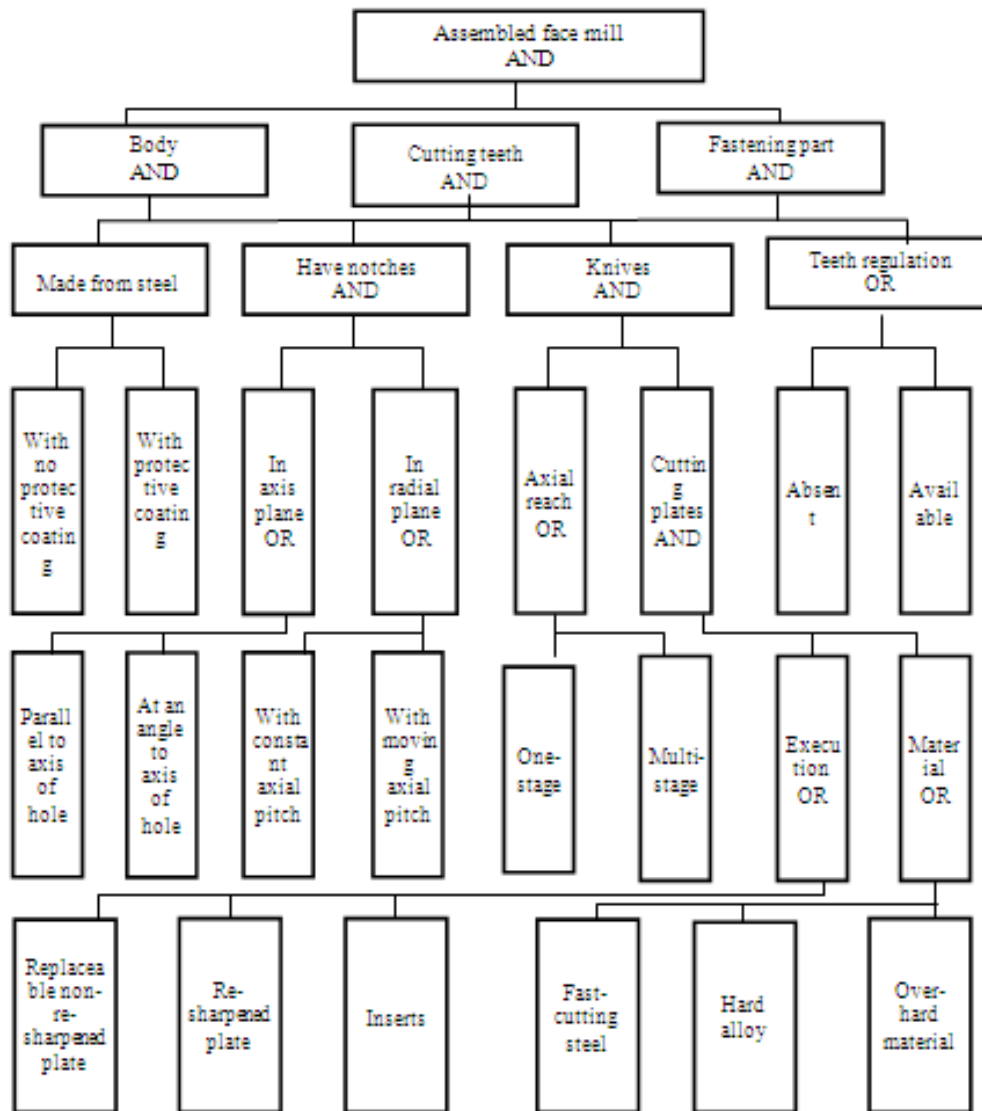 Assembled face mill
AND
Body
AND
Cutting teeth
AND
Fastening part
AND
Made from steel
Have notches
AND
Knives
AND
Teeth regulation
OR
With
no
protec
tive
coatin
g
With
protec
tive
coatin
g
In
axis
plane
OR
In
radial
plane
OR
Axial
reach
OR
Cuttin
g
plates
AND
Absen
t
Avail
able
Parall
el to
axis
of
hole
At an
angle
to
axis
of
hole
With
consta
nt
axial
pitch
With
movin
g
axial
pitch
One-
stage
Multi-
stage
Execu
tion
OR
Mater
ial
OR
Replacea
ble non-
re-
sharpened
plate
Re-
sharpened
plate
Inserts
Fast-
cutting
steel
Hard
alloy
Over-
hard
material